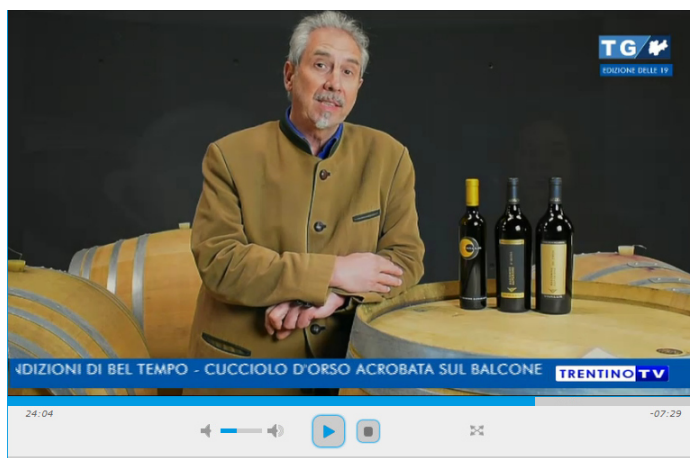 TG
EDIZIONE DELLE 19
NDIZIONI DI BEL TEMPO - CUCCIOLO D'ORSO ACROBATA SUL BALCONE
TRENTINO TV
24:04
-07:29